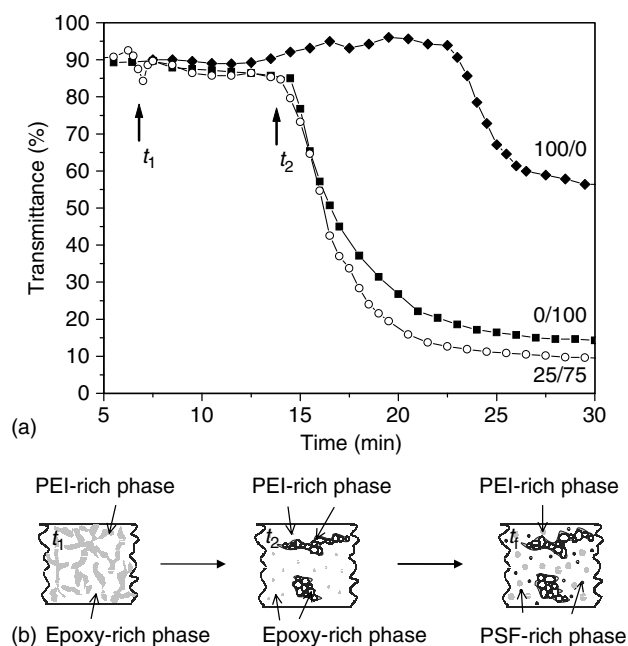 100
90
80
70
60
50
40
30
20
10
0
Transmittance (%)
t1
t2
100/0
0/100
25/75
5 10 15 20 25 30
(a)
Time (min)
PEI-rich phase PEI-rich phase PEI-rich phase
t1 t2 ti
(b) Epoxy-rich phase Epoxy-rich phase PSF-rich phase